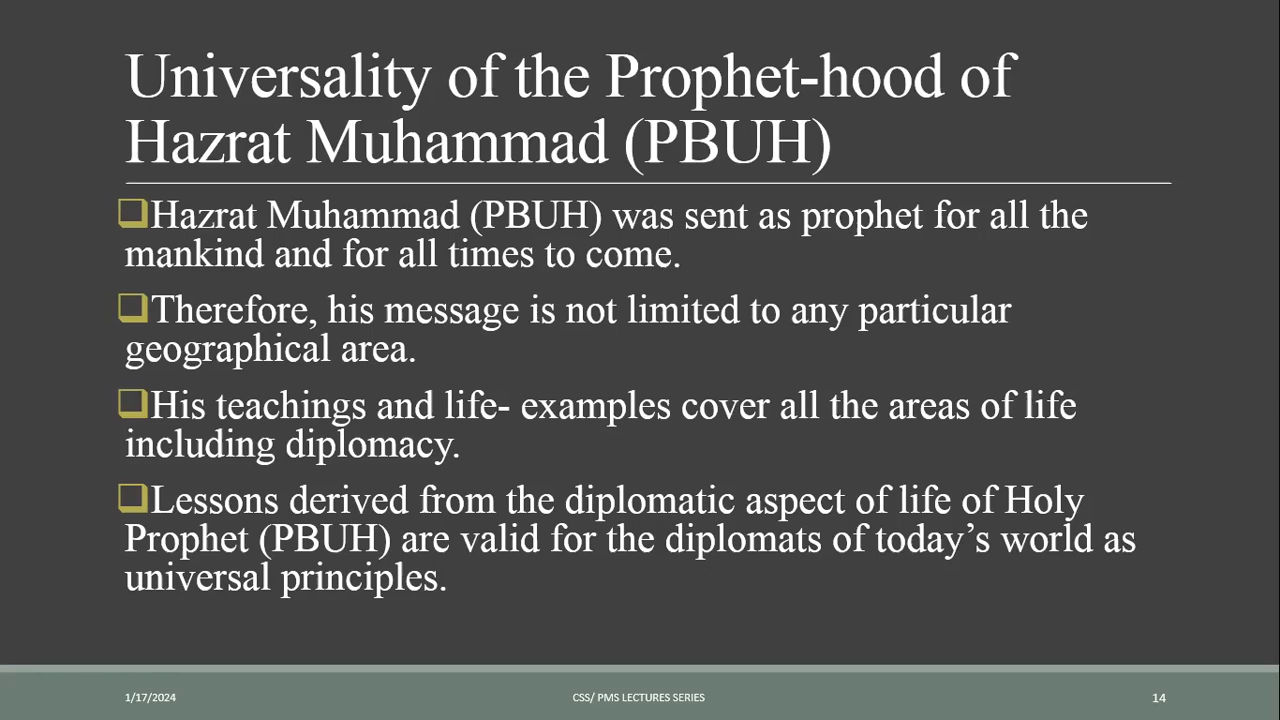 Universality of the Prophet-hood of
Hazrat Muhammad (PBUH)
Hazrat Muhammad (PBUH) was sent as prophet for all the
mankind and for all times to come.
Therefore, his message is not limited to any particular
geographical area.
His teachings and life- examples cover all the areas of life
including diplomacy.
Lessons derived from the diplomatic aspect of life of Holy
Prophet (PBUH) are valid for the diplomats of today’s world as
universal principles.
1/17/2024
CSS/ PMS LECTURES SERIES
14